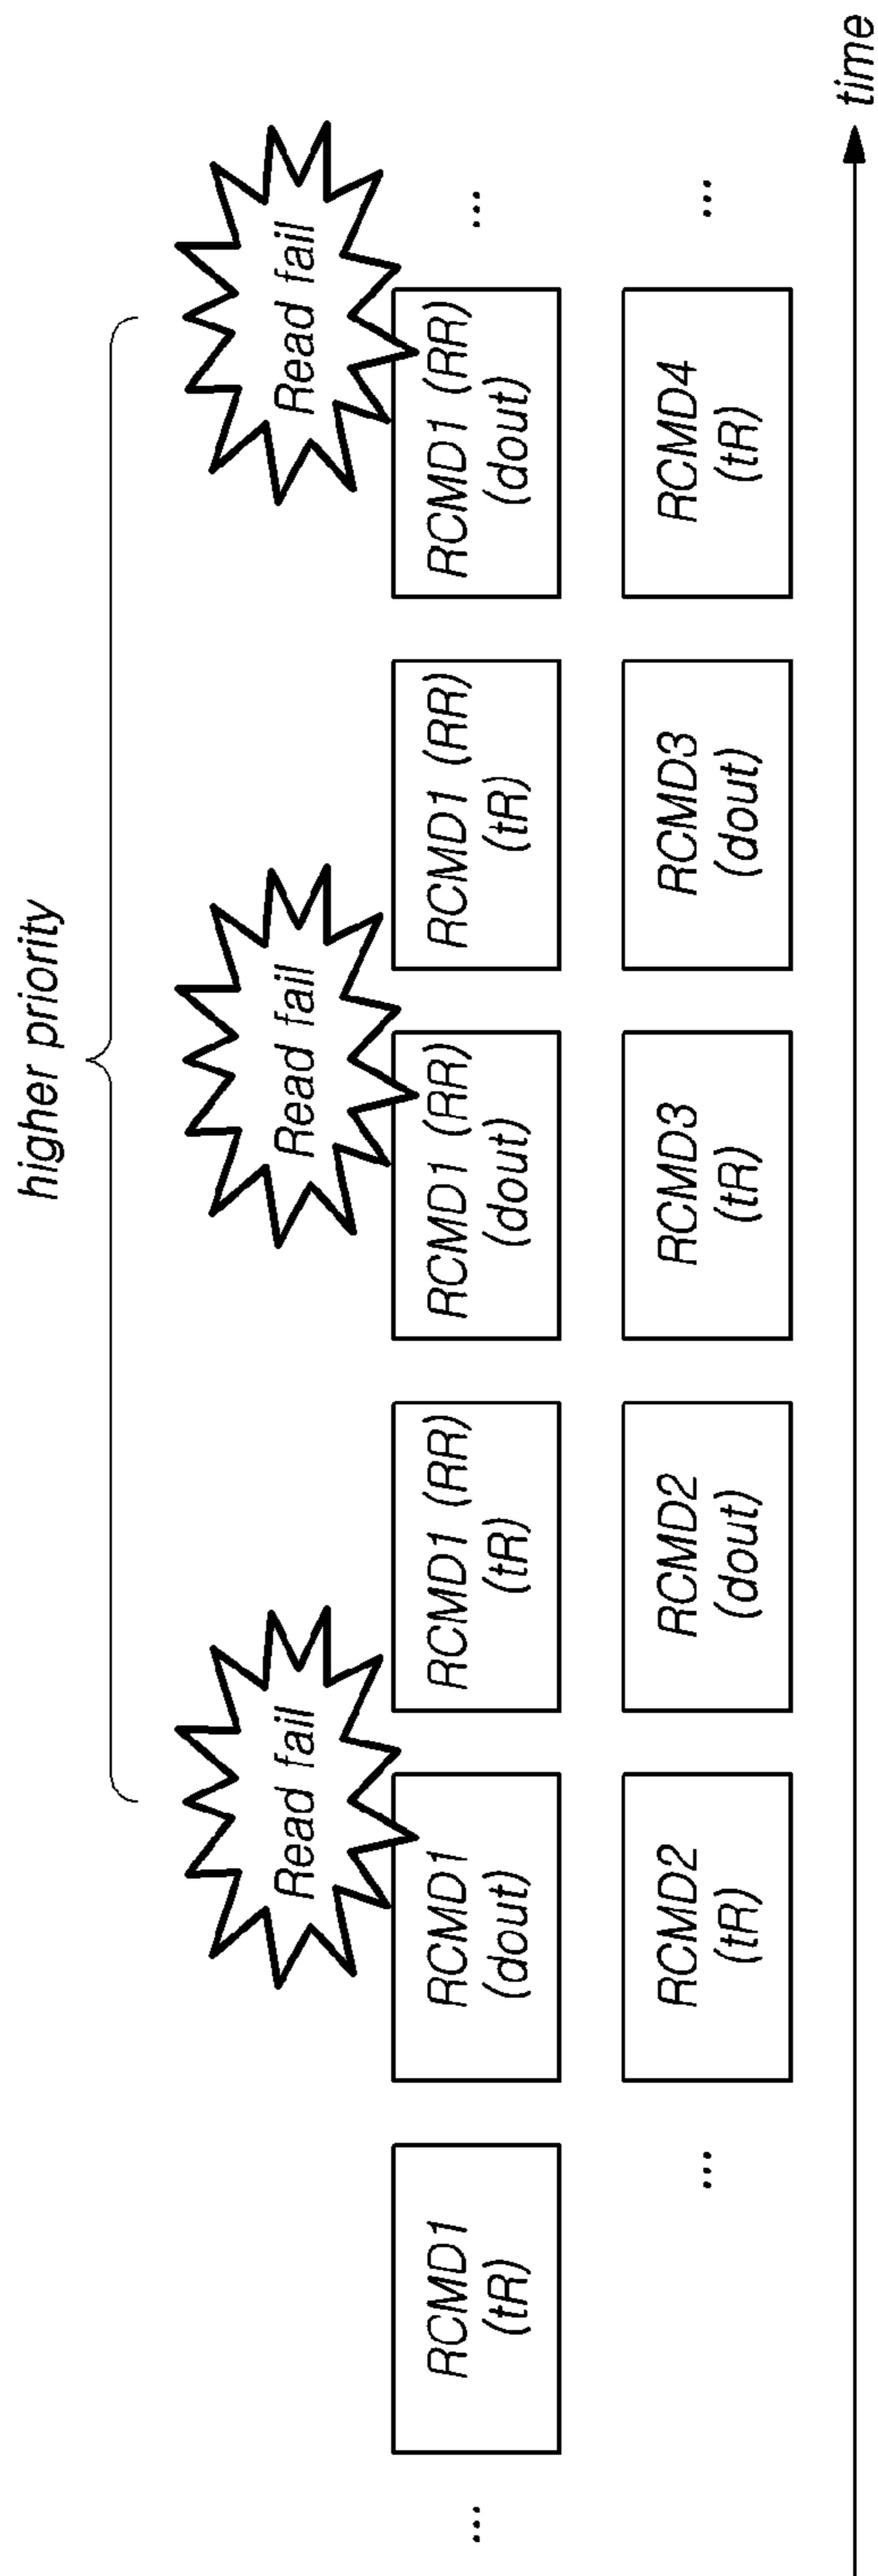 higher priority
Read fail
Read fail
Read fail
...
RCMD1
(tR)
RCMD1
(dout)
RCMD1 (RR)
(tR)
RCMD1 (RR)
(dout)
RCMD1 (RR)
(tR)
RCMD1 (RR)
(dout)
...
...
RCMD2
(tR)
RCMD2
(dout)
RCMD3
(tR)
RCMD3
(dout)
RCMD4
(tR)
...
time